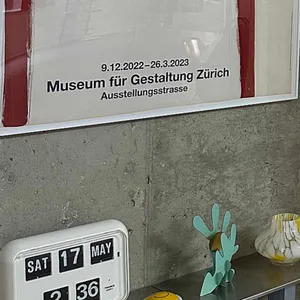 9.12.2022–26.3.2023
Museum für Gestaltung Zürich
Ausstellungsstrasse
SAT 17 MAY
2 36